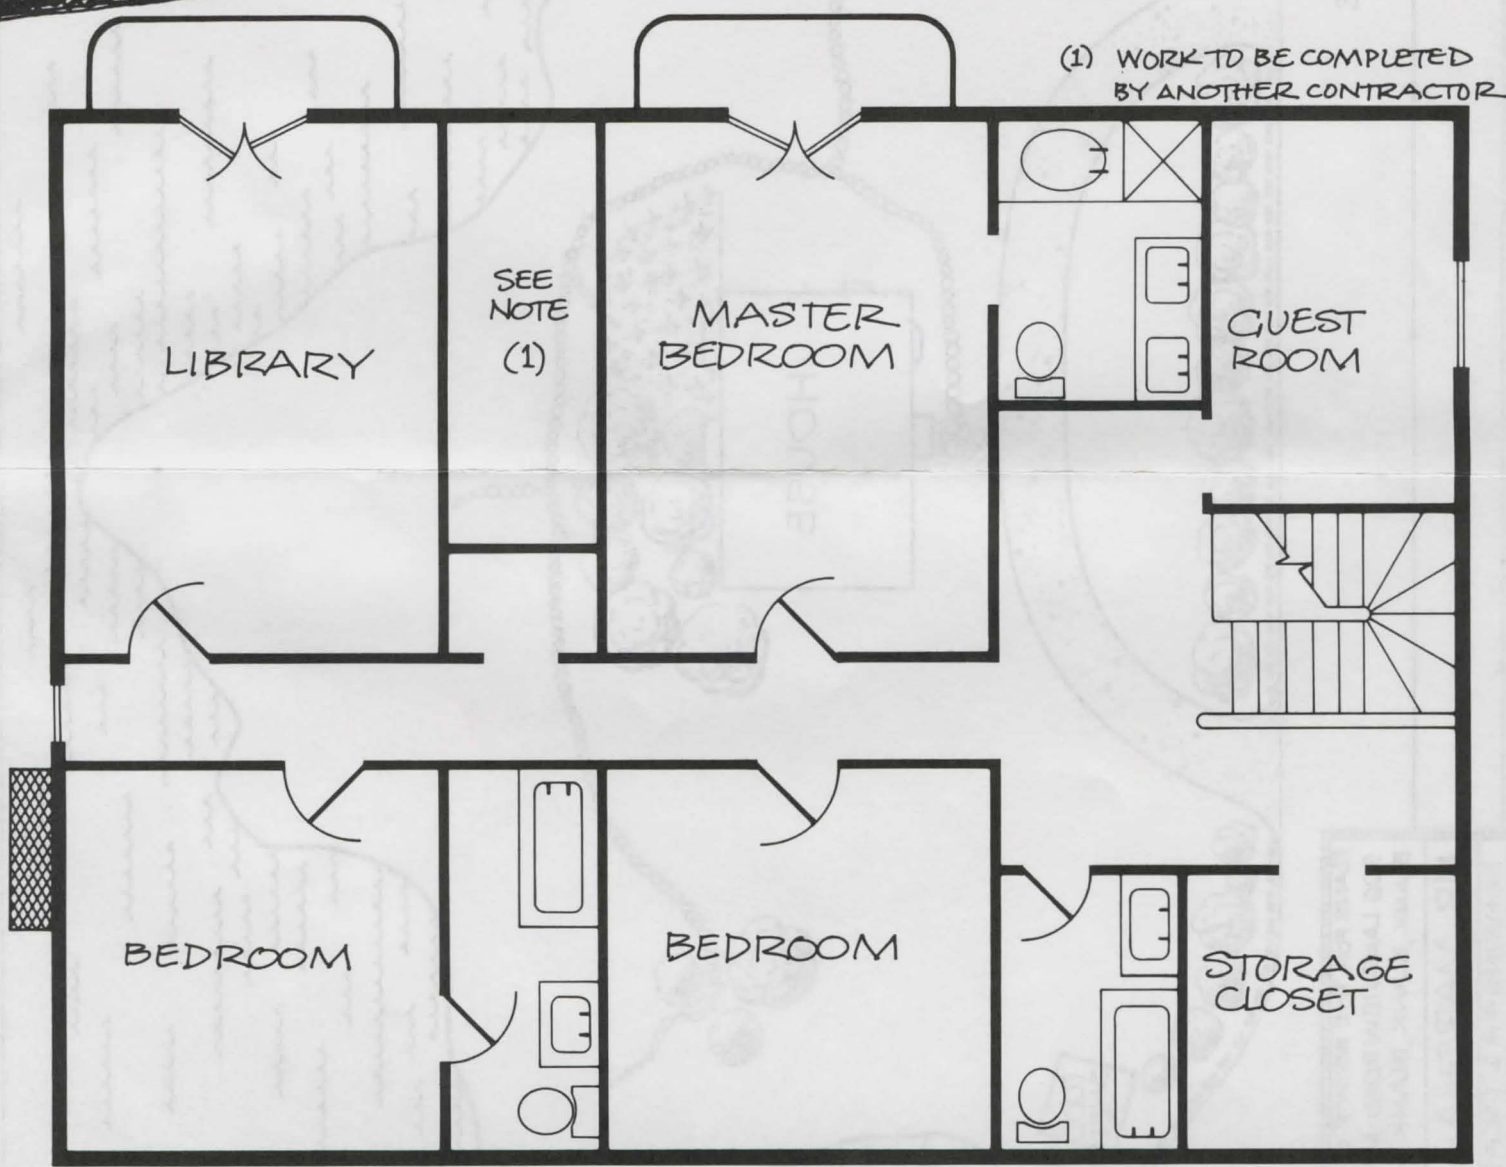 (1) WORK TO BE COMPLETED
BY ANOTHER CONTRACTOR
SEE
NOTE
(1)
LIBRARY
MASTER
BEDROOM
GUEST
ROOM
HOUSE
BEDROOM
BEDROOM
STORAGE
CLOSET